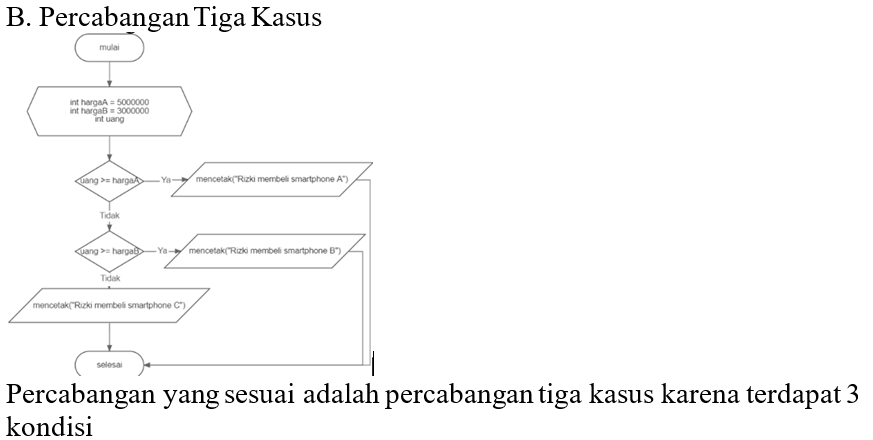 B. Percabangan Tiga Kasus
mulai
int hargaA = 5000000
int hargaB = 3000000
int uang
uang >= hargaA
Ya
mencetak("Rizki membeli smartphone A")
Tidak
uang >= hargaB
Ya
mencetak("Rizki membeli smartphone B")
Tidak
mencetak("Rizki membeli smartphone C")
selesai
Percabangan yang sesuai adalah percabangan tiga kasus karena terdapat 3
kondisi